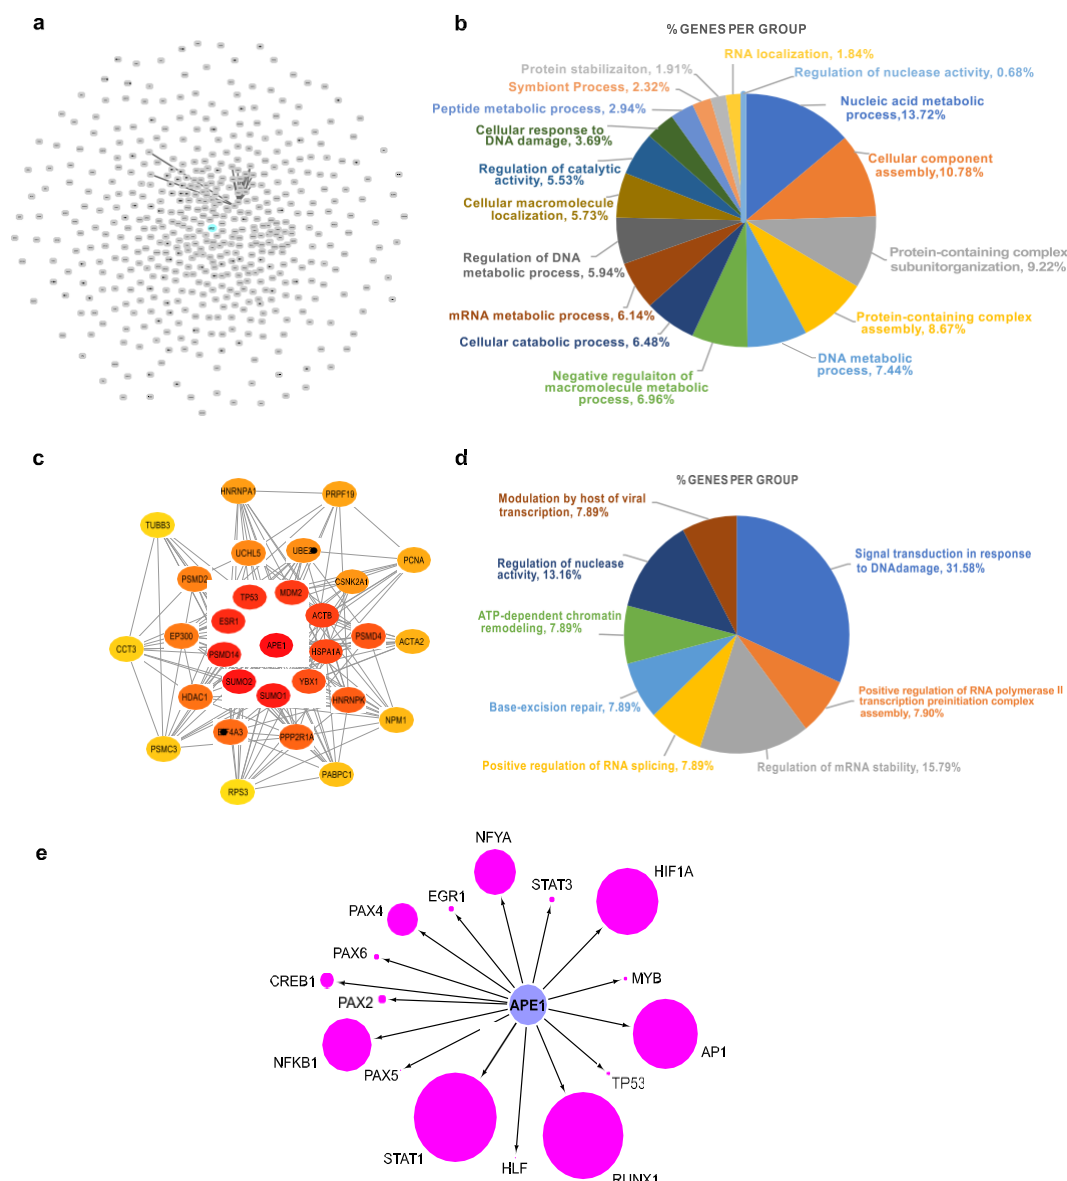 a
b
% GENES PER GROUP
RNA localization, 1.84%
Protein stabilizaiton, 1.91%
Regulation of nuclease activity, 0.68%
Symbiont Process, 2.32%
Nucleic acid metabolic
process,13.72%
Peptide metabolic process, 2.94%
Cellular response to
DNA damage, 3.69%
Cellular component
assembly,10.78%
Regulation of catalytic
activity, 5.53%
Cellular macromolecule
localization, 5.73%
Protein-containing complex
subunitorganization, 9.22%
Regulation of DNA
metabolic process, 5.94%
mRNA metabolic process, 6.14%
Protein-containing complex
assembly, 8.67%
Cellular catabolic process, 6.48%
DNA metabolic
process, 7.44%
Negative regulaiton of
macromolecule metabolic
process, 6.96%
c
HNRNPA1
PRPF19
TUBB3
UCHL5
PCNA
PSMD2
CSNK2A1
TP53
MDM2
ESR1
ACTB
EP300
PSMD4
ACTA2
CCT3
APE1
HSPA1A
PSMD14
SUMO2
YBX1
HDAC1
SUMO1
HNRNPK
NPM1
PPP2R1A
PSMC3
PABPC1
RPS3
d
% GENES PER GROUP
Modulation by host of viral
transcription, 7.89%
Signal transduction in response
to DNAdamage, 31.58%
Regulation of nuclease
activity, 13.16%
ATP-dependent chromatin
remodeling, 7.89%
Positive regulation of RNA polymerase II
transcription preinitiation complex
assembly, 7.90%
Base-excision repair, 7.89%
Positive regulation of RNA splicing, 7.89%
Regulation of mRNA stability, 15.79%
e
NFYA
STAT3
HIF1A
EGR1
PAX4
PAX6
CREB1
MYB
PAX2
APE1
NFKB1
AP1
PAX5
TP53
STAT1
HLF
RUNX1